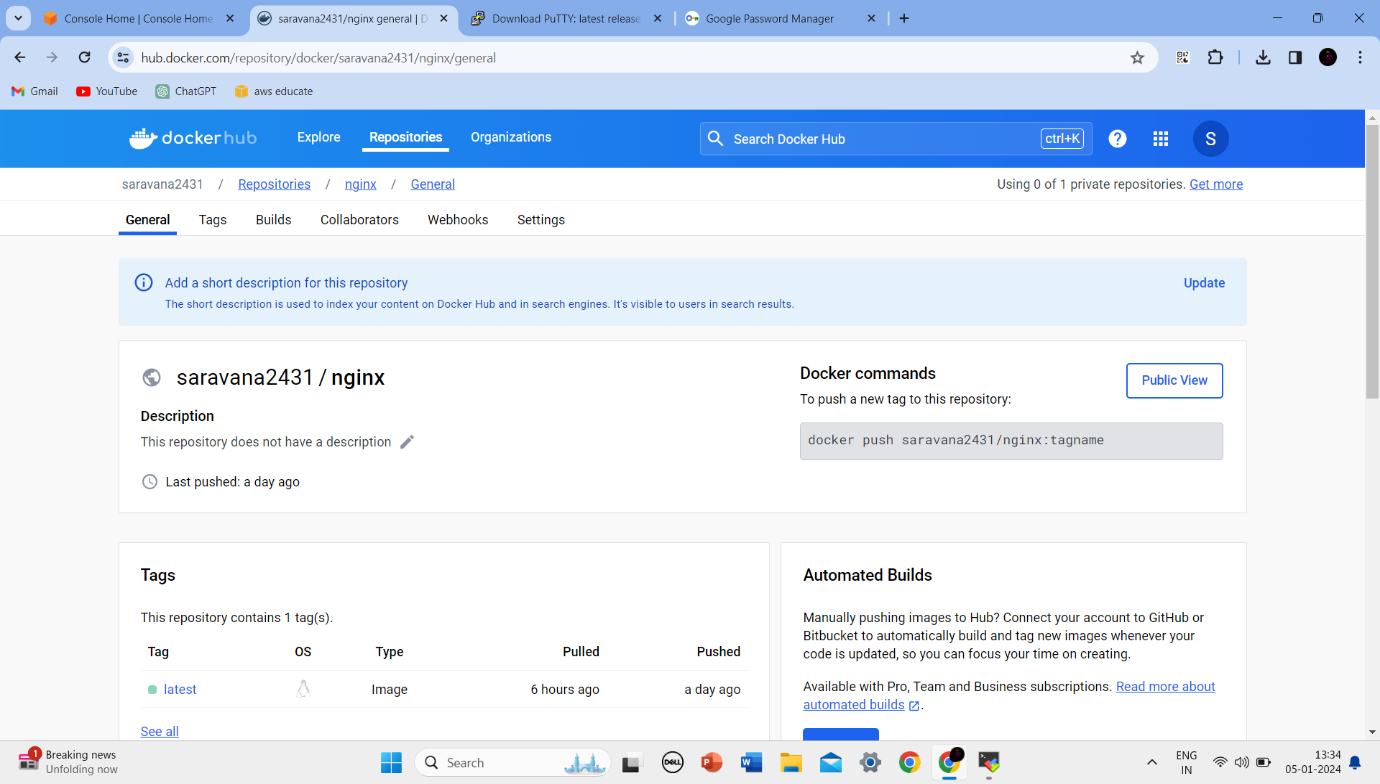 Console Home | Console Home
saravana2431/nginx general | D
Download PuTTY: latest release
Google Password Manager
hub.docker.com/repository/docker/saravana2431/nginx/general
Gmail
YouTube
ChatGPT
aws educate
dockerhub
Explore
Repositories
Organizations
Search Docker Hub
ctrl+K
?
S
saravana2431 / Repositories / nginx / General
Using 0 of 1 private repositories. Get more
General
Tags
Builds
Collaborators
Webhooks
Settings
Add a short description for this repository
Update
The short description is used to index your content on Docker Hub and in search engines. It's visible to users in search results.
saravana2431 / nginx
Description
This repository does not have a description
Last pushed: a day ago
Docker commands
To push a new tag to this repository:
Public View
docker push saravana2431/nginx:tagname
Tags
This repository contains 1 tag(s).
Tag OS Type Pulled Pushed
latest Image 6 hours ago a day ago
See all
Automated Builds
Manually pushing images to Hub? Connect your account to GitHub or
Bitbucket to automatically build and tag new images whenever your
code is updated, so you can focus your time on creating.
Available with Pro, Team and Business subscriptions. Read more about
automated builds .
1
Breaking news
Unfolding now
Search
DELL
P
W
ENG
IN
13:34
05-01-2024